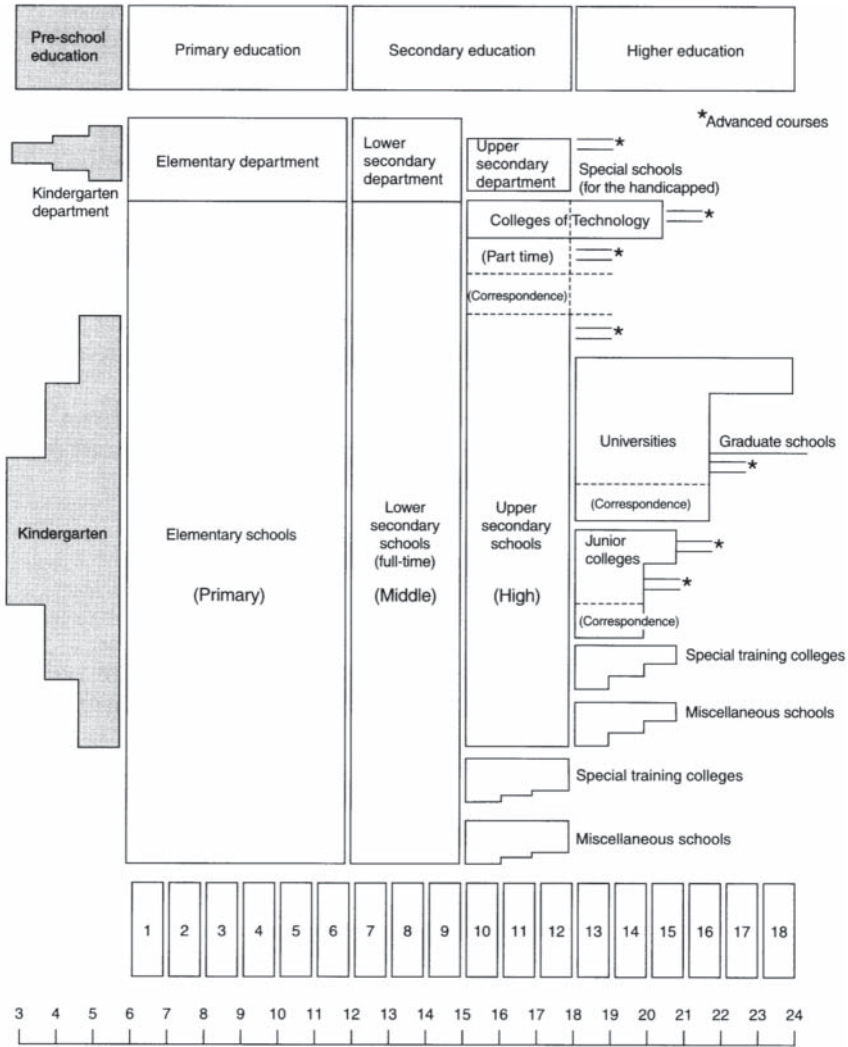 Pre-school
education
Primary education
Secondary education
Higher education
*Advanced courses
Elementary department
Lower
secondary
department
Upper
secondary
department
*
Special schools
(for the handicapped)
Kindergarten
department
Colleges of Technology
*
(Part time)
*
(Correspondence)
*
Universities
Graduate schools
*
(Correspondence)
Kindergarten
Elementary schools
(Primary)
Lower
secondary
schools
(full-time)
(Middle)
Upper
secondary
schools
(High)
Junior
colleges
*
*
(Correspondence)
Special training colleges
Miscellaneous schools
Special training colleges
Miscellaneous schools
1 2 3 4 5 6 7 8 9 10 11 12 13 14 15 16 17 18
3 4 5 6 7 8 9 10 11 12 13 14 15 16 17 18 19 20 21 22 23 24